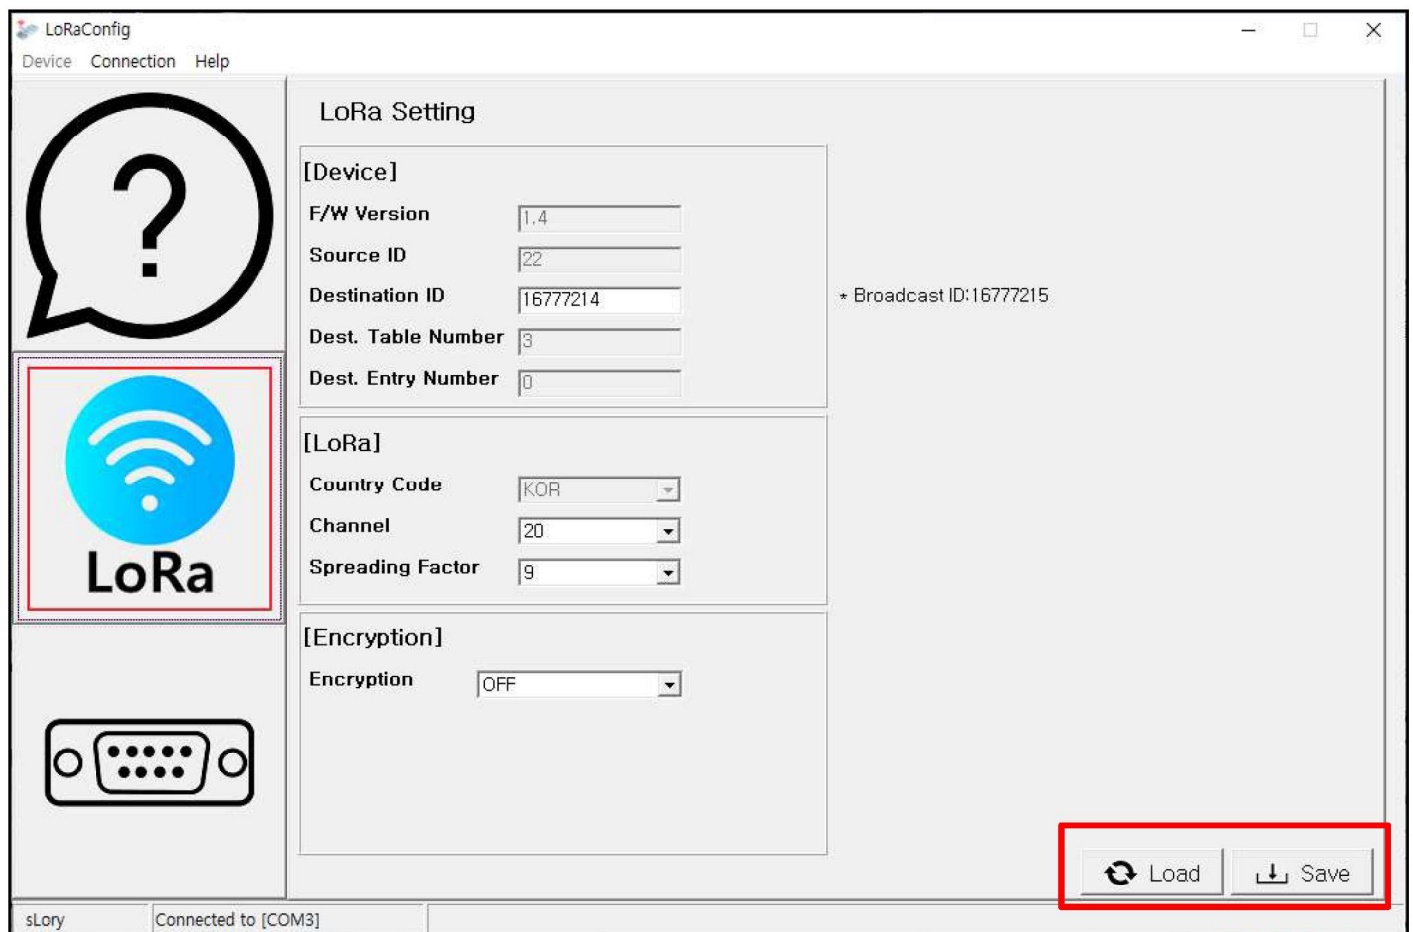 LoRaConfig
Device Connection Help
?
LoRa
LoRa Setting
[Device]
F/W Version 1.4
Source ID 22
Destination ID 16777214 * Broadcast ID:16777215
Dest. Table Number 3
Dest. Entry Number 0
[LoRa]
Country Code KOR
Channel 20
Spreading Factor 9
[Encryption]
Encryption OFF
Load Save
sLory Connected to [COM3]